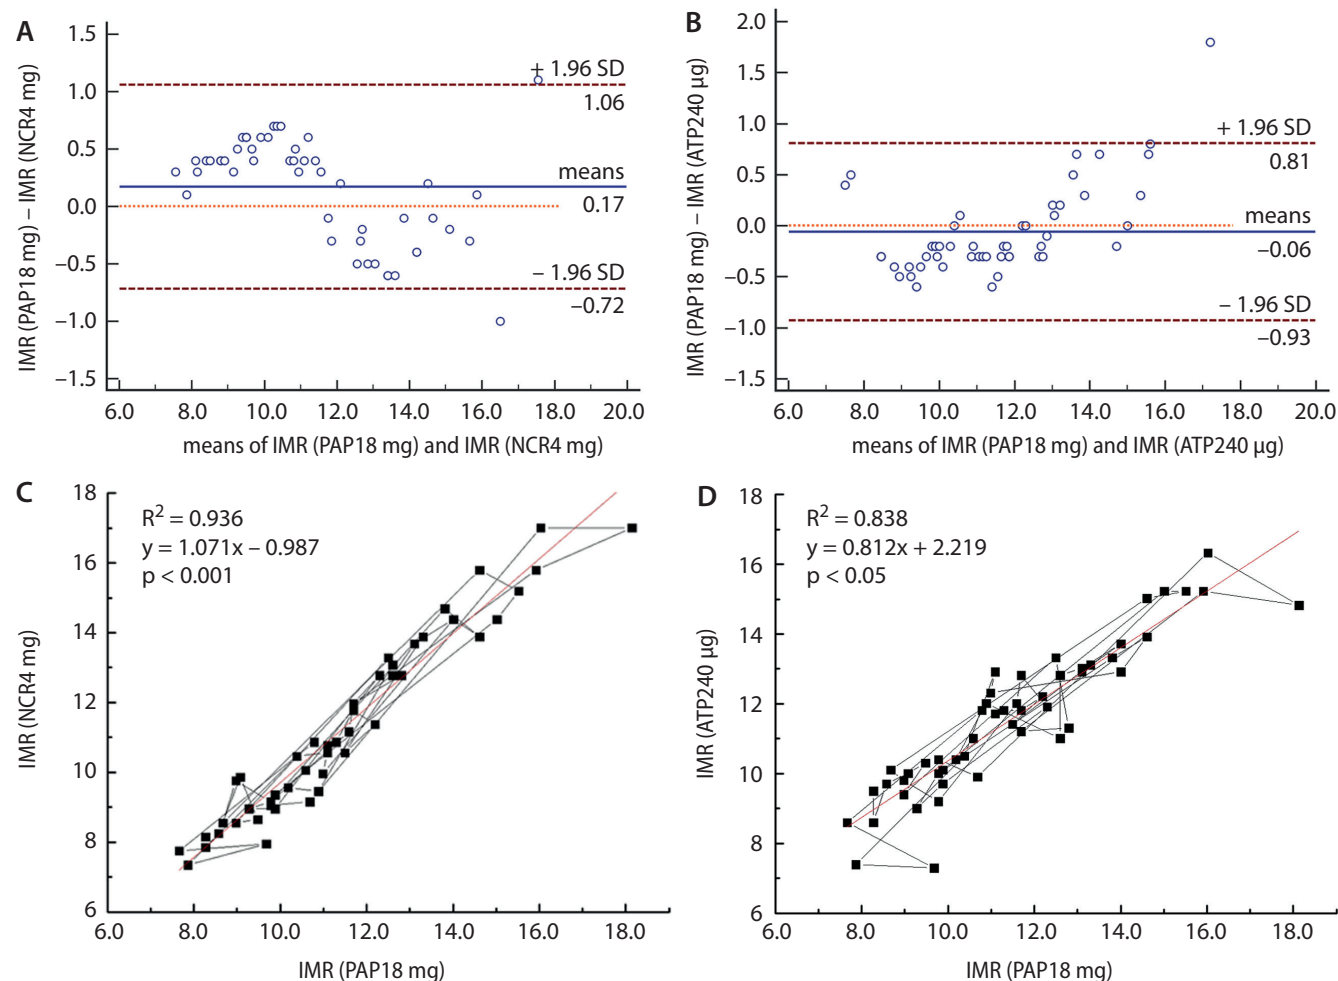 A
IMR (PAP18 mg) – IMR (NCR4 mg)
1.5
1.0
0.5
0.0
–0.5
–1.0
–1.5
+ 1.96 SD
1.06
means
0.17
– 1.96 SD
–0.72
6.0 8.0 10.0 12.0 14.0 16.0 18.0 20.0
means of IMR (PAP18 mg) and IMR (NCR4 mg)
B
IMR (PAP18 mg) – IMR (ATP240 µg)
2.0
1.5
1.0
0.5
0.0
–0.5
–1.0
–1.5
+ 1.96 SD
0.81
means
–0.06
– 1.96 SD
–0.93
6.0 8.0 10.0 12.0 14.0 16.0 18.0 20.0
means of IMR (PAP18 mg) and IMR (ATP240 µg)
C
IMR (NCR4 mg)
18
16
14
12
10
8
6
R² = 0.936
y = 1.071x – 0.987
p < 0.001
6.0 8.0 10.0 12.0 14.0 16.0 18.0
IMR (PAP18 mg)
D
IMR (ATP240 µg)
18
16
14
12
10
8
6
R² = 0.838
y = 0.812x + 2.219
p < 0.05
6.0 8.0 10.0 12.0 14.0 16.0 18.0
IMR (PAP18 mg)